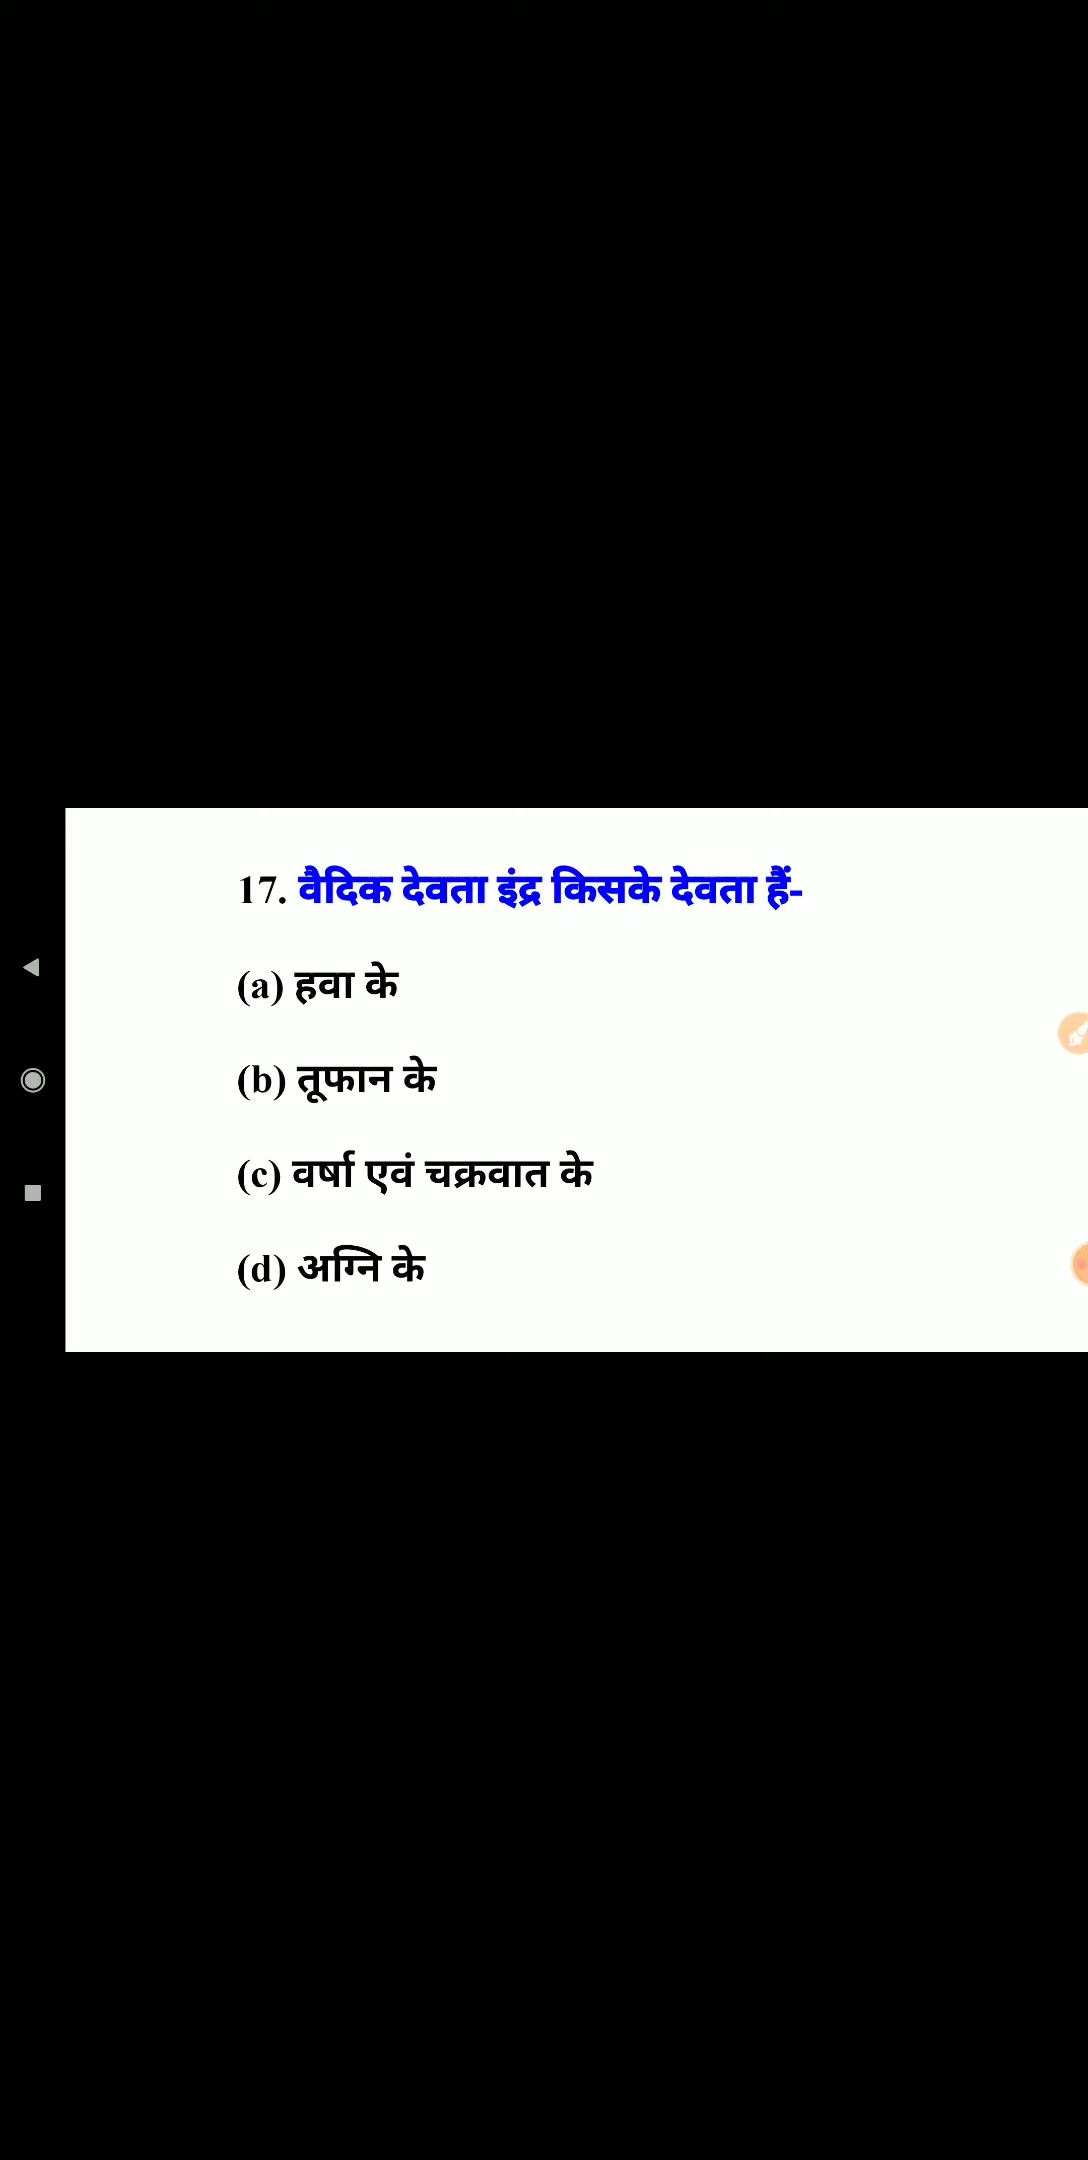 17. वैदिक देवता इंद्र किसके देवता हैं-
(a) हवा के
(b) तूफान के
(c) वर्षा एवं चक्रवात के
(d) अग्नि के